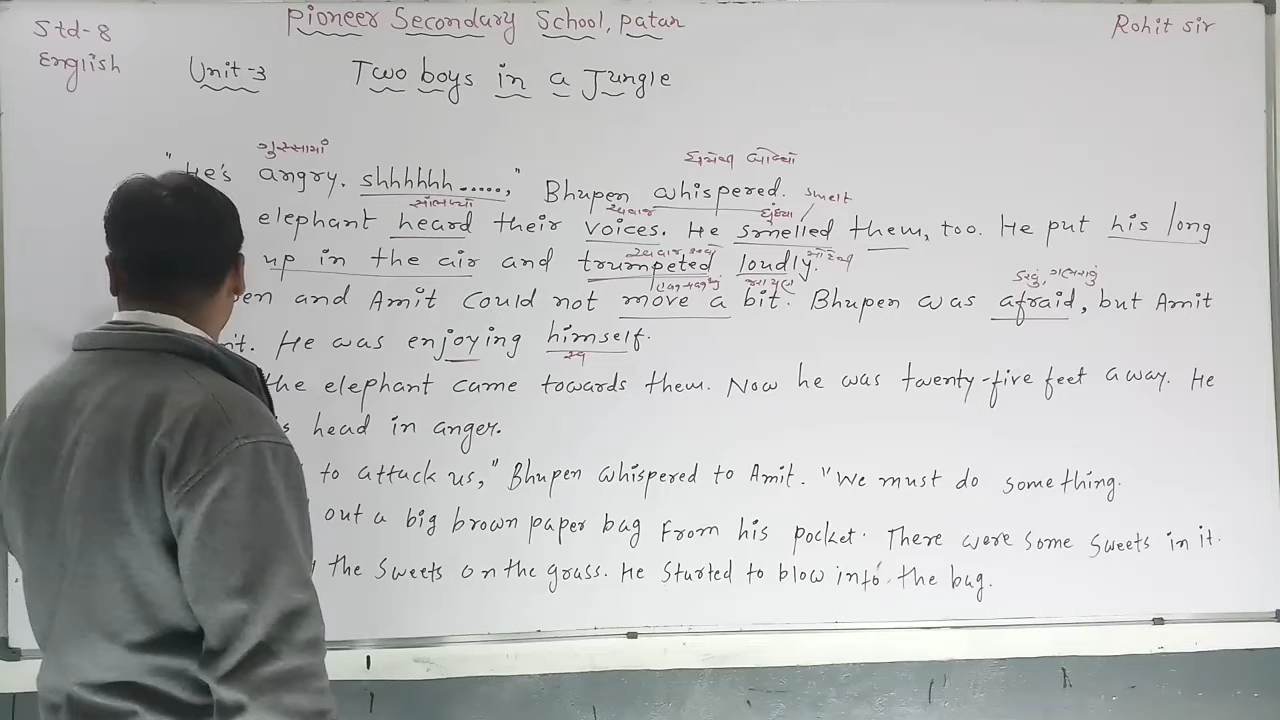 Std-8
English
Pioneer Secondary School, Patan
Rohit sir
Unit-3 Two boys in a Jungle
ગુસ્સામાં
ધીમેથી બોલ્યો
"He's angry. shhhhhh.....," Bhupen whispered.
સાંભળ્યા અવાજ સૂંઘ્યા smelt
elephant heard their voices. He smelled them, too. He put his long
up in the air and trumpeted loudly.
જરાપણ
en and Amit could not move a bit. Bhupen was afraid, but Amit
n't. He was enjoying himself.
સ્વ
the elephant came towards them. Now he was twenty-five feet away. He
s head in anger.
to attack us," Bhupen whispered to Amit. "We must do something.
out a big brown paper bag from his pocket. There were some sweets in it.
the sweets on the grass. He started to blow into the bag.